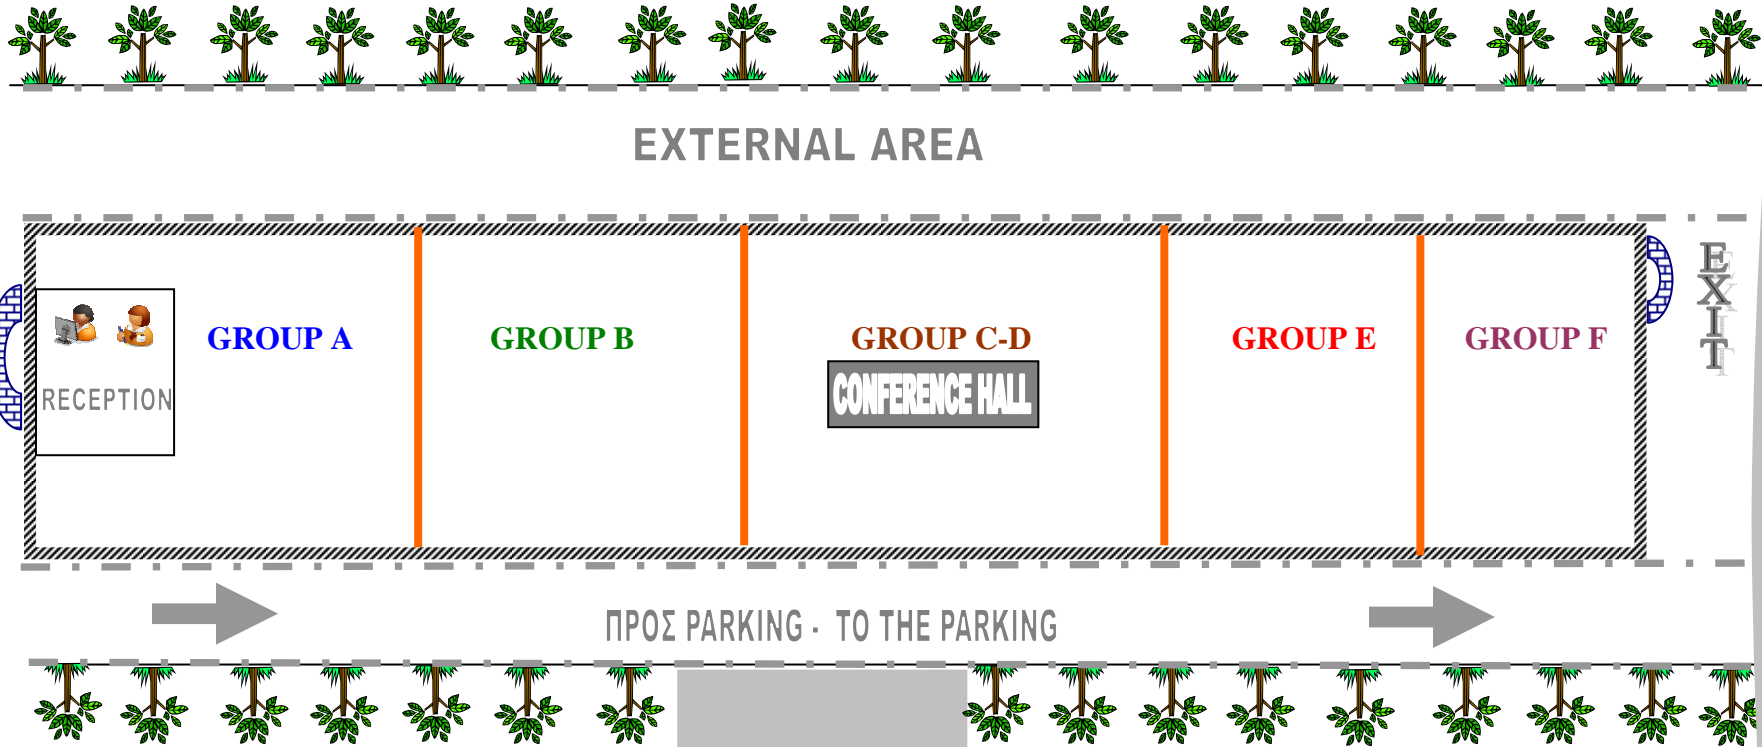 EXTERNAL AREA
EXIT
GROUP A
GROUP B
GROUP C-D
GROUP E
GROUP F
CONFERENCE HALL
RECEPTION
ΠΡΟΣ PARKING - TO THE PARKING